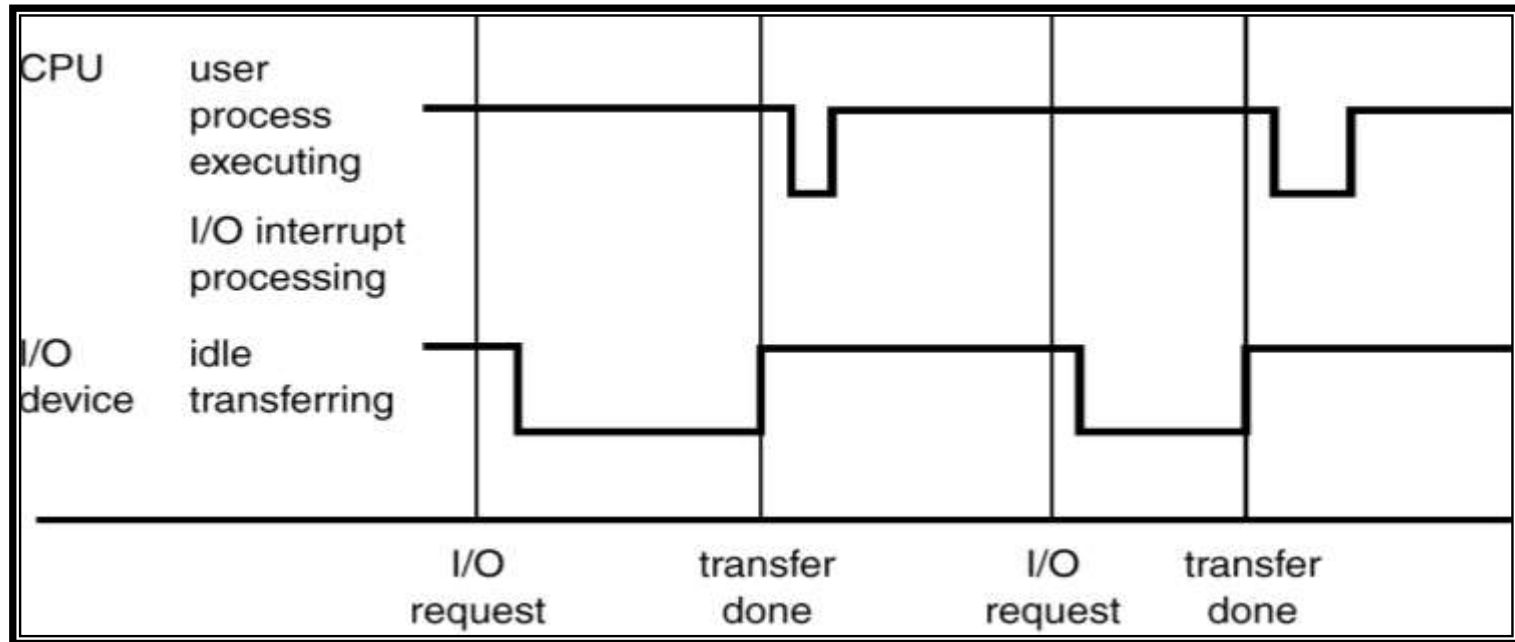 CPU user
process
executing
I/O interrupt
processing
I/O idle
device transferring
I/O transfer I/O transfer
request done request done